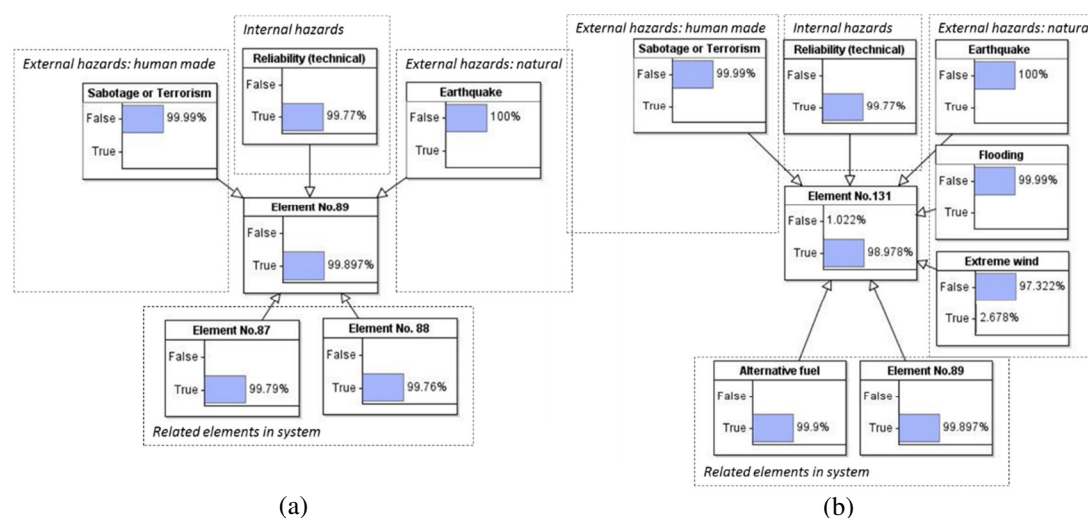 Internal hazards
External hazards: human made
Reliability (technical)
False
True
99.77%
External hazards: natural
Sabotage or Terrorism
False
99.99%
True
Earthquake
False
100%
True
Element No.89
False
True
99.897%
Element No.87
False
True
99.79%
Element No. 88
False
True
99.76%
Related elements in system
(a)
External hazards: human made
Internal hazards
External hazards: natural
Sabotage or Terrorism
False
99.99%
True
Reliability (technical)
False
True
99.77%
Earthquake
False
100%
True
Flooding
False
99.99%
True
Element No.131
False
1.022%
True
98.978%
Extreme wind
False
97.322%
True
2.678%
Alternative fuel
False
True
99.9%
Element No.89
False
True
99.897%
Related elements in system
(b)